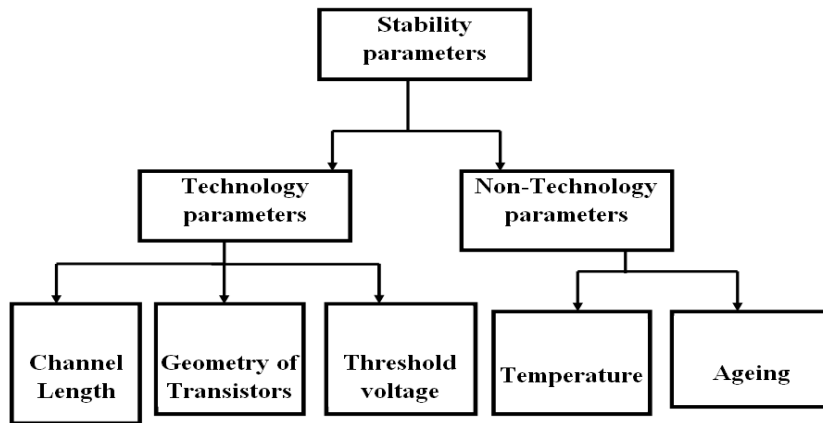 Stability
parameters
Technology
parameters
Non-Technology
parameters
Channel
Length
Geometry of
Transistors
Threshold
voltage
Temperature
Ageing